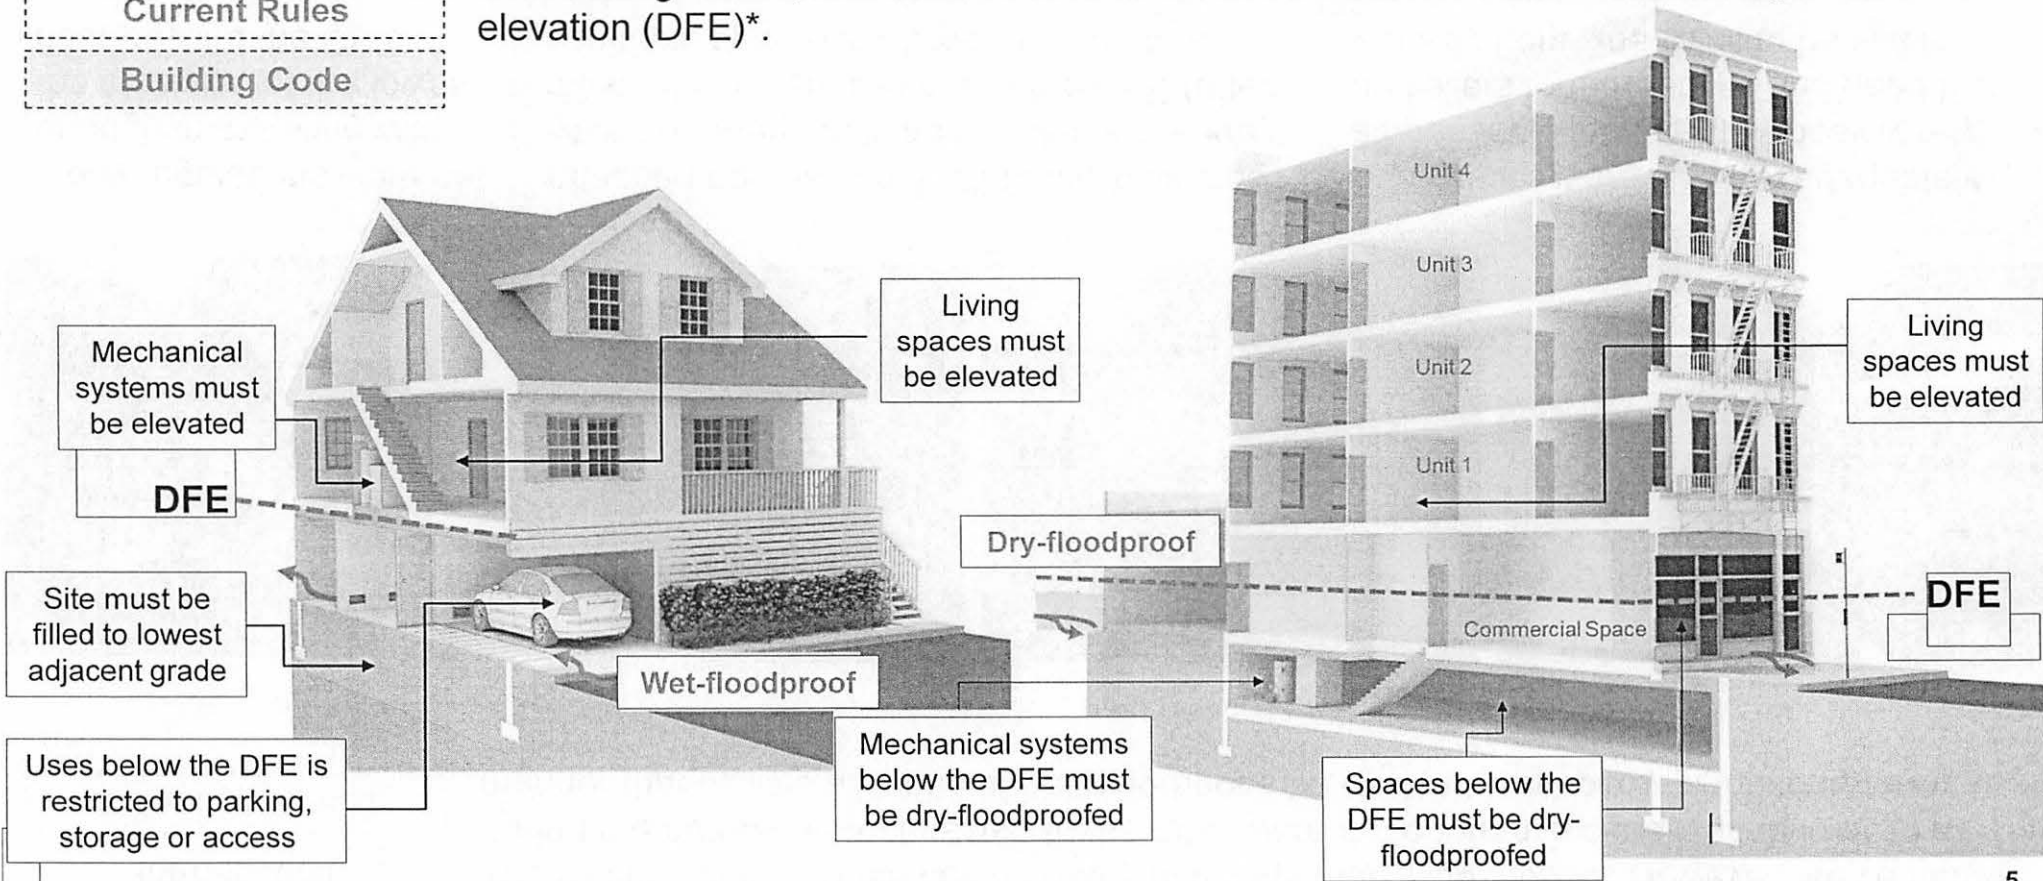 Current Rules
Building Code
elevation (DFE)*.
Mechanical
systems must
be elevated
DFE
Site must be
filled to lowest
adjacent grade
Uses below the DFE is
restricted to parking,
storage or access
Living
spaces must
be elevated
Wet-floodproof
Dry-floodproof
Mechanical systems
below the DFE must
be dry-floodproofed
Unit 4
Unit 3
Unit 2
Unit 1
Commercial Space
Living
spaces must
be elevated
DFE
Spaces below the
DFE must be dry-
floodproofed